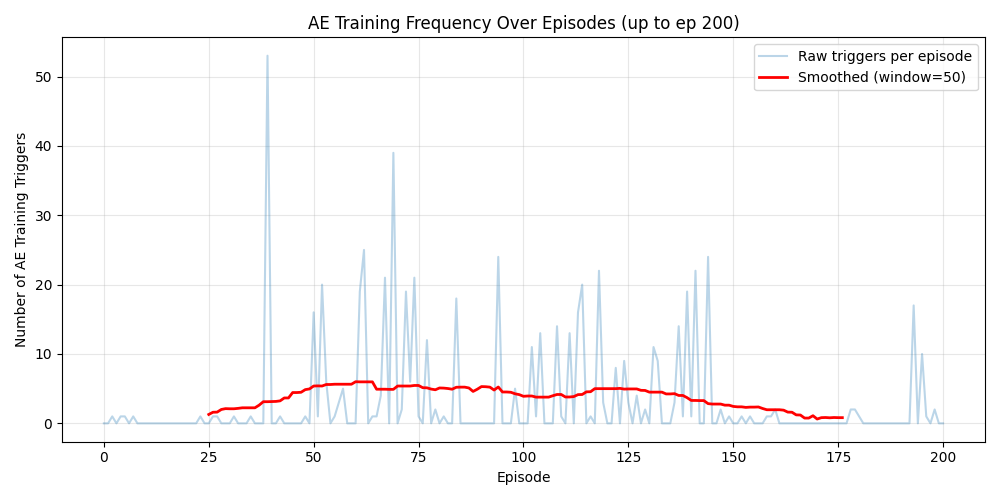 AE Training Frequency Over Episodes (up to ep 200)
Raw triggers per episode
Smoothed (window=50)
Number of AE Training Triggers
50
40
30
20
10
0
0 25 50 75 100 125 150 175 200
Episode